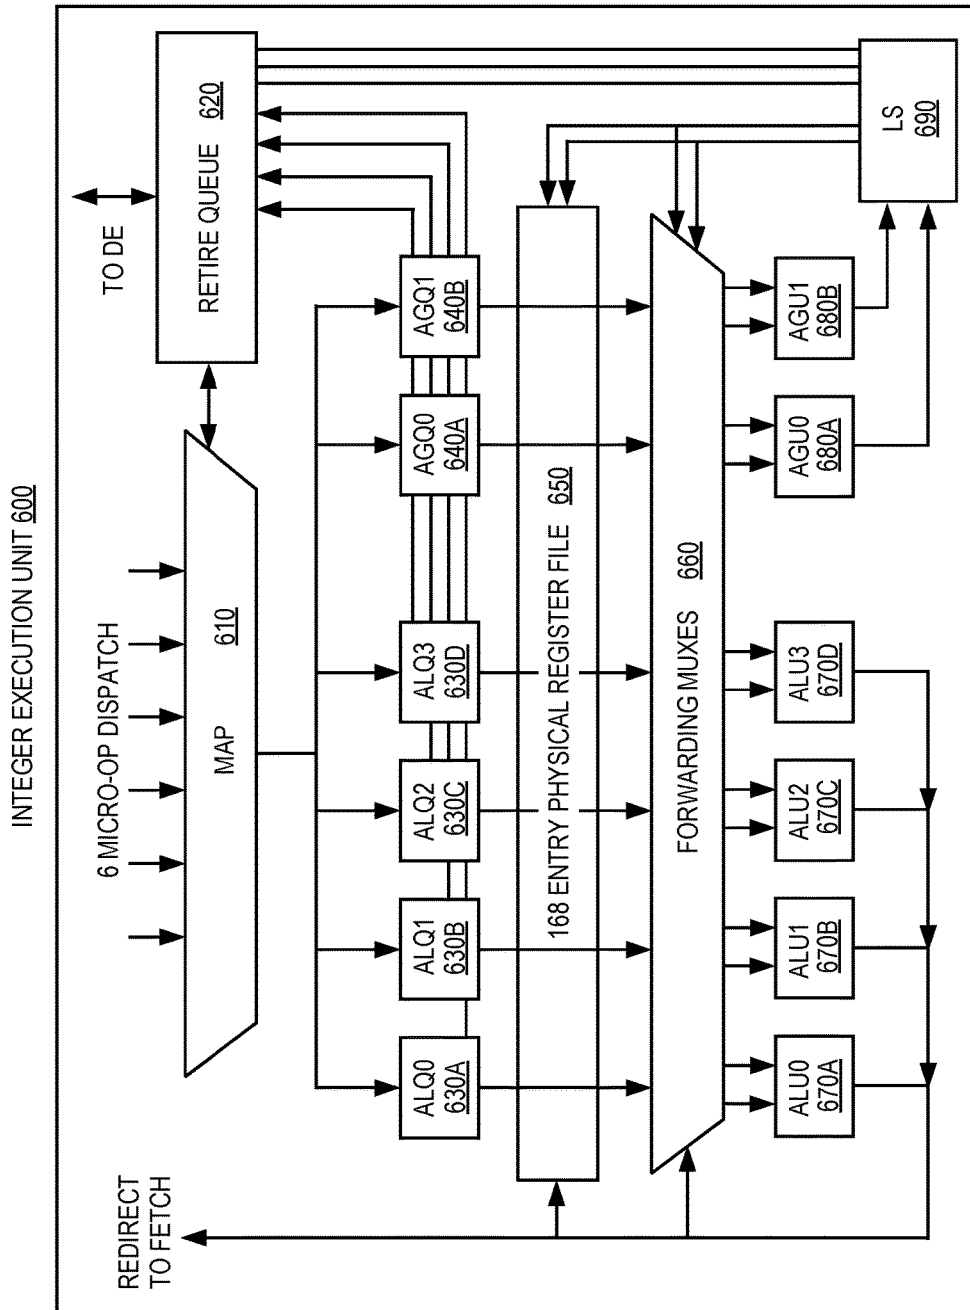 INTEGER EXECUTION UNIT 600
6 MICRO-OP DISPATCH
TO DE
REDIRECT
TO FETCH
MAP 610
RETIRE QUEUE 620
ALQ0
630A
ALQ1
630B
ALQ2
630C
ALQ3
630D
AGQ0
640A
AGQ1
640B
168 ENTRY PHYSICAL REGISTER FILE 650
FORWARDING MUXES 660
ALU0
670A
ALU1
670B
ALU2
670C
ALU3
670D
AGU0
680A
AGU1
680B
LS
690